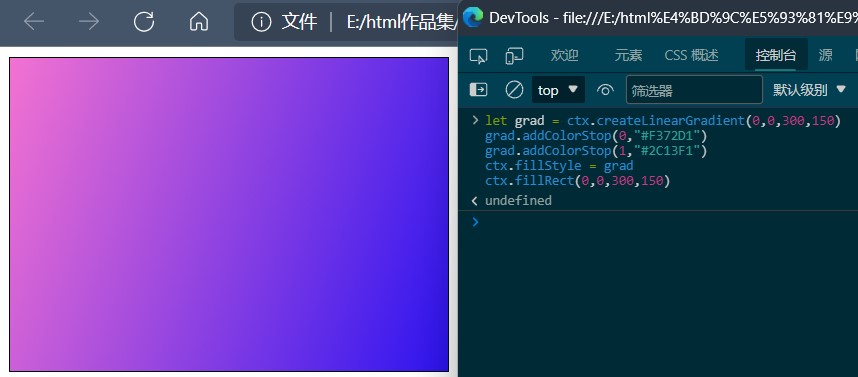 文件 | E:/html作品集/
DevTools - file:///E:/html%E4%BD%9C%E5%93%81%E9%
欢迎 元素 CSS 概述 控制台 源
top 筛选器 默认级别
let grad = ctx.createLinearGradient(0,0,300,150)
grad.addColorStop(0,"#F372D1")
grad.addColorStop(1,"#2C13F1")
ctx.fillStyle = grad
ctx.fillRect(0,0,300,150)
undefined